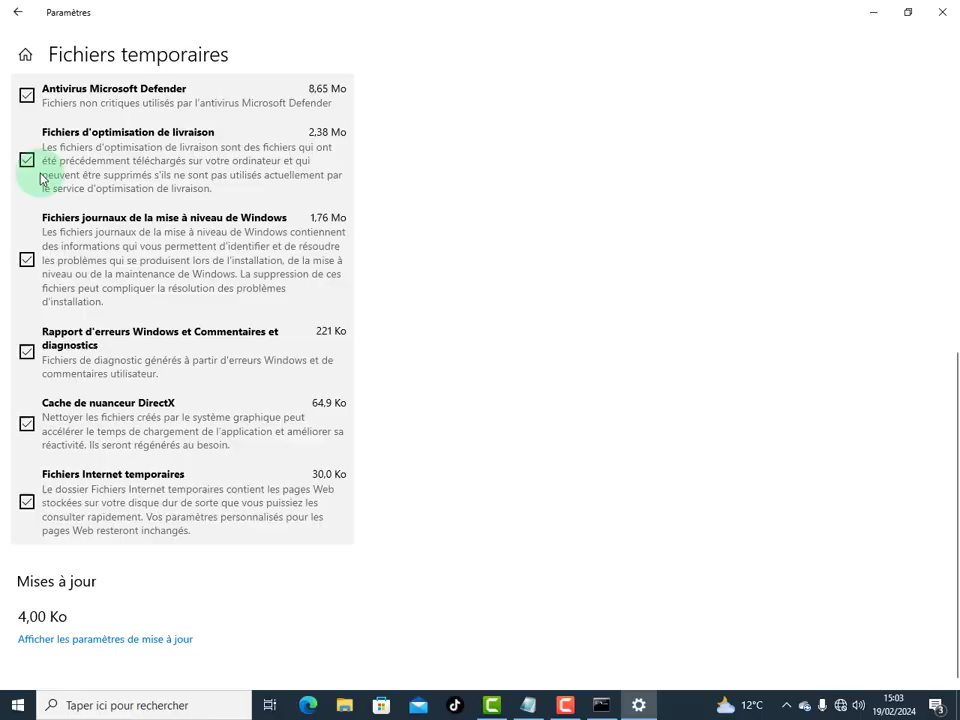 Paramètres
Fichiers temporaires
Antivirus Microsoft Defender 8,65 Mo
Fichiers non critiques utilisés par l'antivirus Microsoft Defender
Fichiers d'optimisation de livraison 2,38 Mo
Les fichiers d'optimisation de livraison sont des fichiers qui ont
été précédemment téléchargés sur votre ordinateur et qui
peuvent être supprimés s'ils ne sont pas utilisés actuellement par
le service d'optimisation de livraison.
Fichiers journaux de la mise à niveau de Windows 1,76 Mo
Les fichiers journaux de la mise à niveau de Windows contiennent
des informations qui vous permettent d'identifier et de résoudre
les problèmes qui se produisent lors de l'installation, de la mise à
niveau ou de la maintenance de Windows. La suppression de ces
fichiers peut compliquer la résolution des problèmes
d'installation.
Rapport d'erreurs Windows et Commentaires et 221 Ko
diagnostics
Fichiers de diagnostic générés à partir d'erreurs Windows et de
commentaires utilisateur.
Cache de nuanceur DirectX 64,9 Ko
Nettoyer les fichiers créés par le système graphique peut
accélérer le temps de chargement de l'application et améliorer sa
réactivité. Ils seront régénérés au besoin.
Fichiers Internet temporaires 30,0 Ko
Le dossier Fichiers Internet temporaires contient les pages Web
stockées sur votre disque dur de sorte que vous puissiez les
consulter rapidement. Vos paramètres personnalisés pour les
pages Web resteront inchangés.
Mises à jour
4,00 Ko
Afficher les paramètres de mise à jour
Taper ici pour rechercher
12°C
15:03
19/02/2024
3